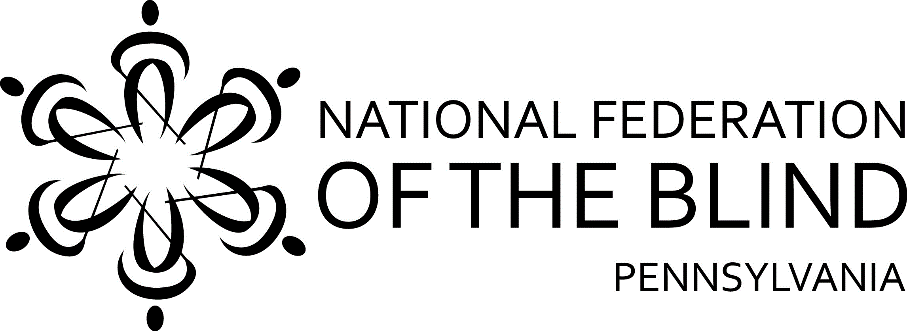 NATIONAL FEDERATION
OF THE BLIND
PENNSYLVANIA